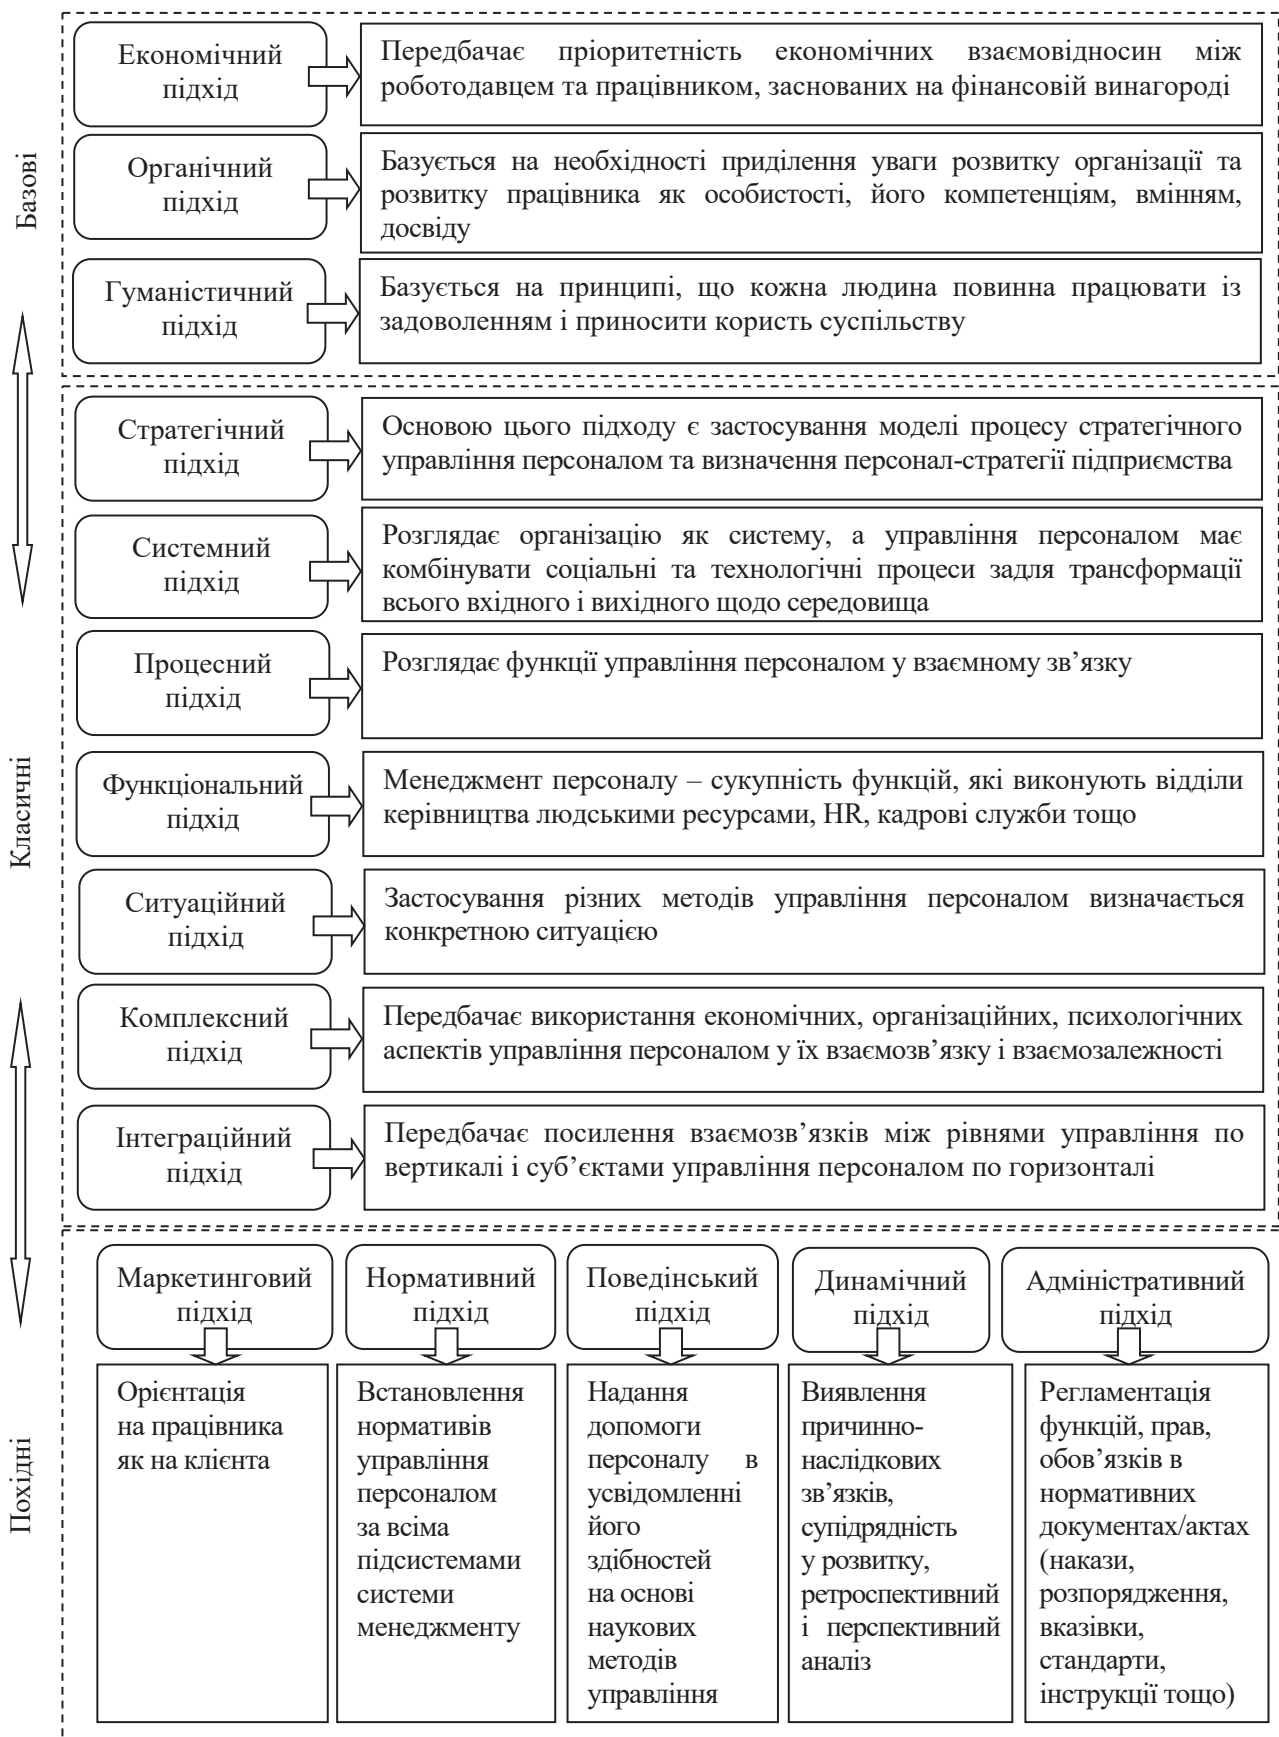 Базові
Економічний
підхід
Передбачає пріоритетність економічних взаємовідносин між
роботодавцем та працівником, заснованих на фінансовій винагороді
Органічний
підхід
Базується на необхідності приділення уваги розвитку організації та
розвитку працівника як особистості, його компетенціям, вмінням,
досвіду
Гуманістичний
підхід
Базується на принципі, що кожна людина повинна працювати із
задоволенням і приносити користь суспільству
Класичні
Стратегічний
підхід
Основою цього підходу є застосування моделі процесу стратегічного
управління персоналом та визначення персонал-стратегії підприємства
Системний
підхід
Розглядає організацію як систему, а управління персоналом має
комбінувати соціальні та технологічні процеси задля трансформації
всього вхідного і вихідного щодо середовища
Процесний
підхід
Розглядає функції управління персоналом у взаємному зв’язку
Функціональний
підхід
Менеджмент персоналу – сукупність функцій, які виконують відділи
керівництва людськими ресурсами, HR, кадрові служби тощо
Ситуаційний
підхід
Застосування різних методів управління персоналом визначається
конкретною ситуацією
Комплексний
підхід
Передбачає використання економічних, організаційних, психологічних
аспектів управління персоналом у їх взаємозв’язку і взаємозалежності
Інтеграційний
підхід
Передбачає посилення взаємозв’язків між рівнями управління по
вертикалі і суб’єктами управління персоналом по горизонталі
Похідні
Маркетинговий
підхід
Орієнтація
на працівника
як на клієнта
Нормативний
підхід
Встановлення
нормативів
управління
персоналом
за всіма
підсистемами
системи
менеджменту
Поведінський
підхід
Надання
допомоги
персоналу в
усвідомленні
його
здібностей
на основі
наукових
методів
управління
Динамічний
підхід
Виявлення
причинно-
наслідкових
зв’язків,
супідрядність
у розвитку,
ретроспективний
і перспективний
аналіз
Адміністративний
підхід
Регламентація
функцій, прав,
обов’язків в
нормативних
документах/актах
(накази,
розпорядження,
вказівки,
стандарти,
інструкції тощо)